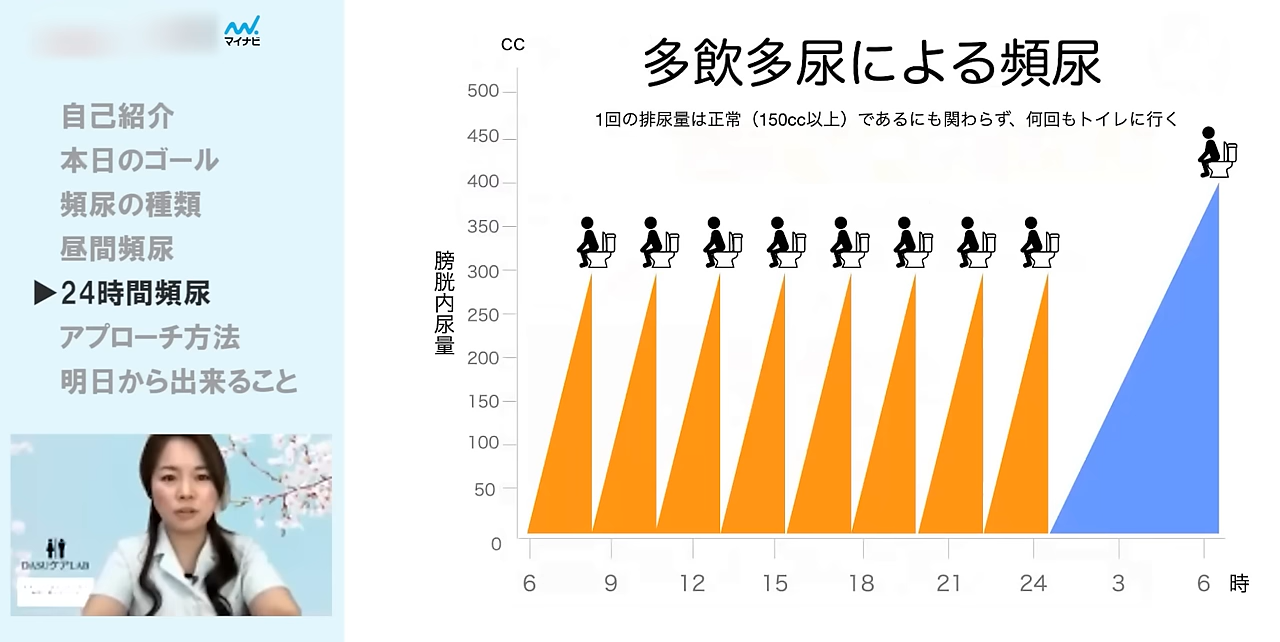 マイナビ
自己紹介
本日のゴール
頻尿の種類
昼間頻尿
▶24時間頻尿
アプローチ方法
明日から出来ること
DASUケアLAB
多飲多尿による頻尿
1回の排尿量は正常（150cc以上）であるにも関わらず、何回もトイレに行く
cc
500
450
400
350
300
250
200
150
100
50
0
膀胱内尿量
6 9 12 15 18 21 24 3 6 時